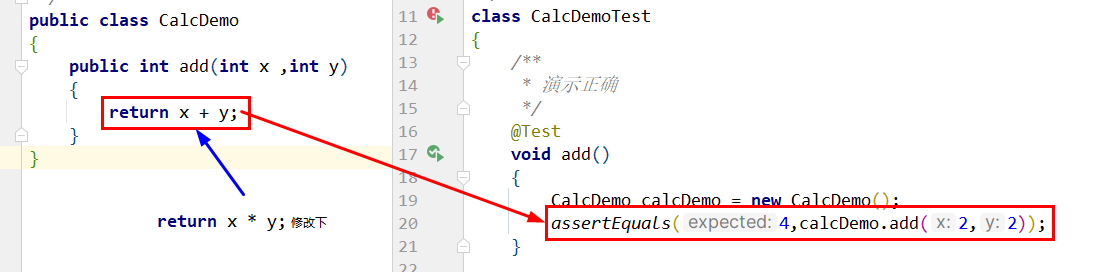 public class CalcDemo
{
public int add(int x ,int y)
{
return x + y;
}
}
return x * y; 修改下
11 class CalcDemoTest
12 {
13 /**
14 * 演示正确
15 */
16 @Test
17 void add()
18 {
19 CalcDemo calcDemo = new CalcDemo();
20 assertEquals( expected: 4,calcDemo.add( x: 2, y: 2));
21 }
22